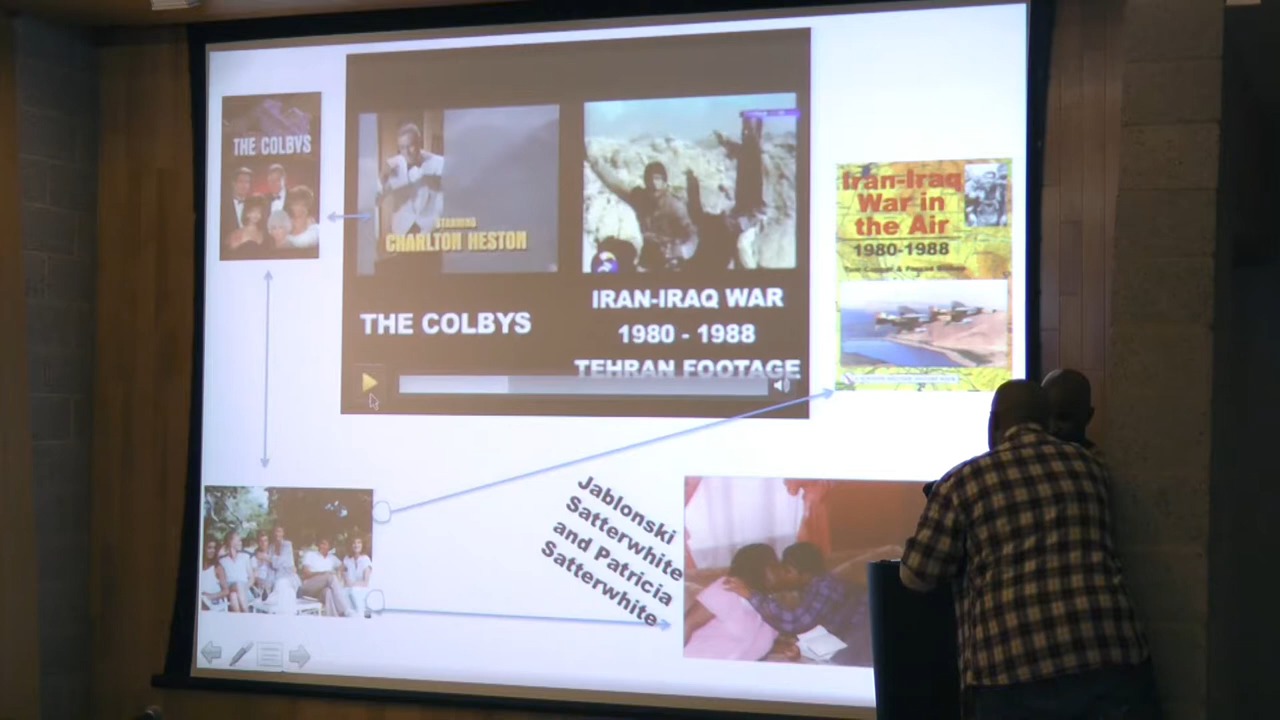 THE COLBYS
STARRING
CHARLTON HESTON
THE COLBYS
IRAN-IRAQ WAR
1980 - 1988
TEHRAN FOOTAGE
Iran-Iraq
War in
the Air
1980-1988
Jablonski
Satterwhite
and Patricia
Satterwhite